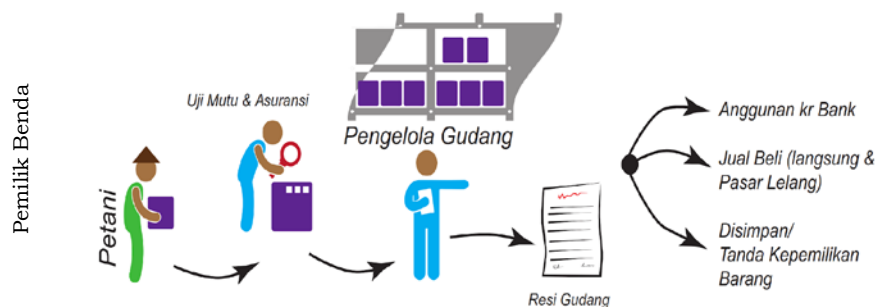 Pemilik Benda
Petani
Uji Mutu & Asuransi
Pengelola Gudang
Resi Gudang
Anggunan kr Bank
Jual Beli (langsung &
Pasar Lelang)
Disimpan/
Tanda Kepemilikan
Barang